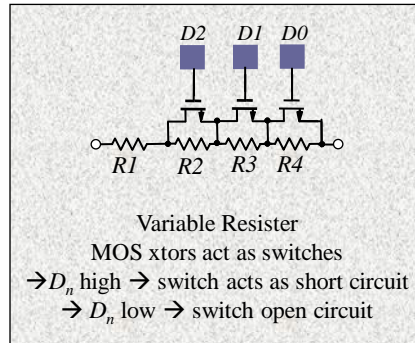 D2 D1 D0
R1 R2 R3 R4
Variable Resister
MOS xtors act as switches
→Dn high → switch acts as short circuit
→ Dn low → switch open circuit